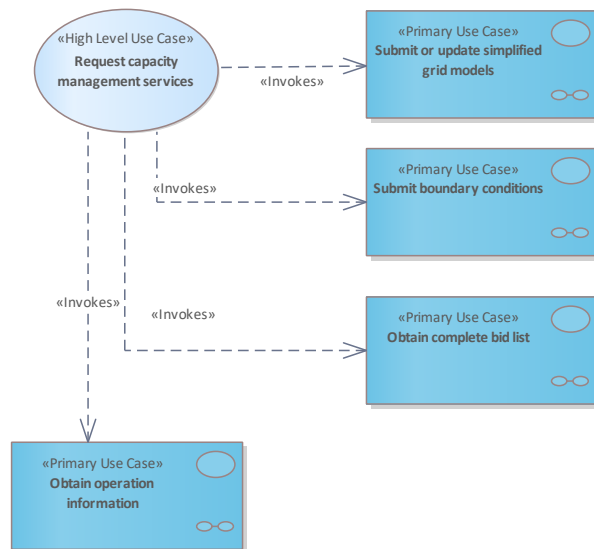 «High Level Use Case»
Request capacity
management services
«Primary Use Case»
Submit or update simplified
grid models
«Invokes»
«Primary Use Case»
Submit boundary conditions
«Invokes»
«Primary Use Case»
Obtain complete bid list
«Invokes»
«Invokes»
«Primary Use Case»
Obtain operation
information